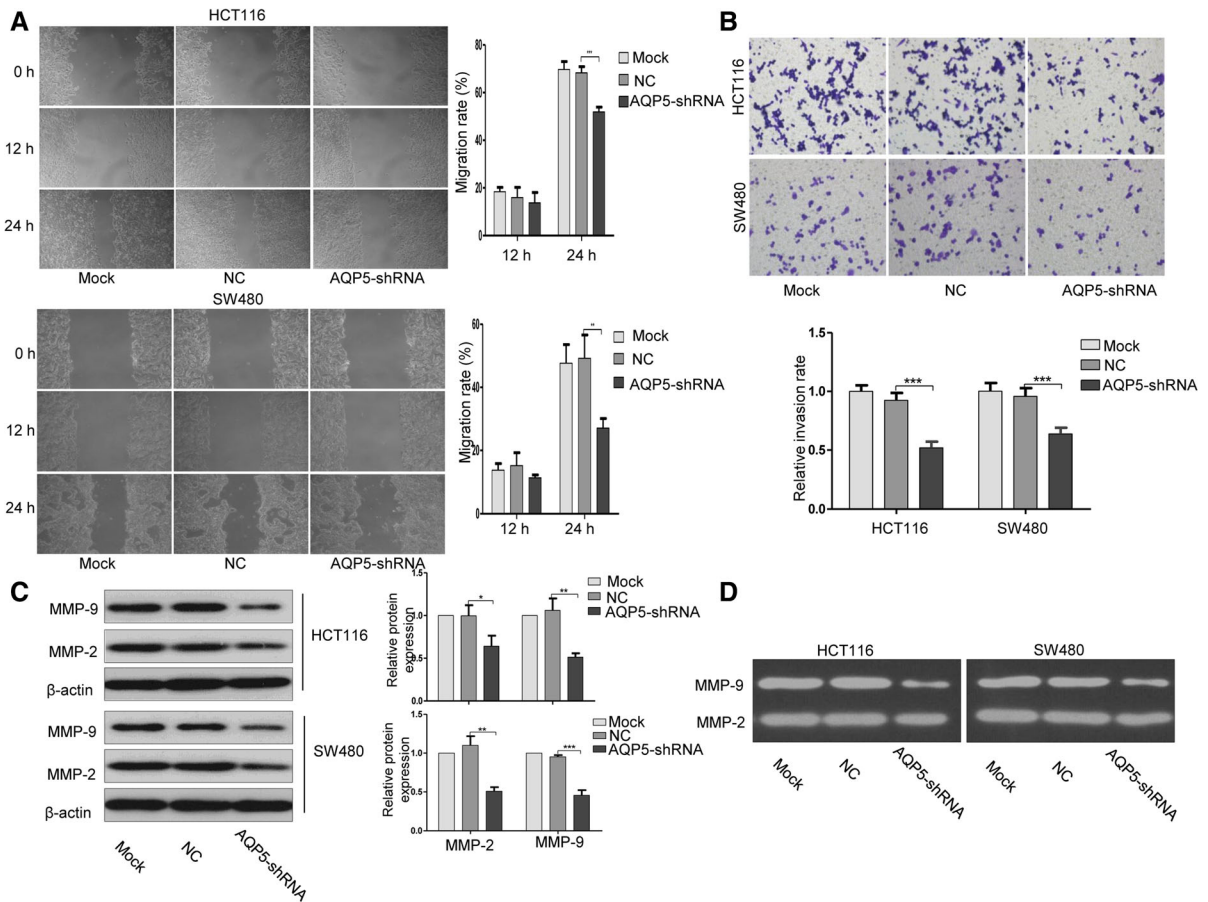 A
HCT116
0 h
12 h
24 h
Mock NC AQP5-shRNA
Migration rate (%)
80
60
40
20
0
12 h 24 h
***
Mock
NC
AQP5-shRNA
SW480
0 h
12 h
24 h
Mock NC AQP5-shRNA
Migration rate (%)
60
40
20
0
12 h 24 h
**
Mock
NC
AQP5-shRNA
B
HCT116
SW480
Mock NC AQP5-shRNA
Relative invasion rate
1.5
1.0
0.5
0.0
*** ***
HCT116 SW480
Mock
NC
AQP5-shRNA
C
MMP-9
MMP-2
β-actin
HCT116
MMP-9
MMP-2
β-actin
SW480
Mock NC AQP5-shRNA
Relative protein
expression
1.5
1.0
0.5
0.0
* **
Mock
NC
AQP5-shRNA
Relative protein
expression
1.5
1.0
0.5
0.0
** ***
MMP-2 MMP-9
Mock
NC
AQP5-shRNA
D
HCT116 SW480
MMP-9
MMP-2
Mock NC AQP5-shRNA Mock NC AQP5-shRNA